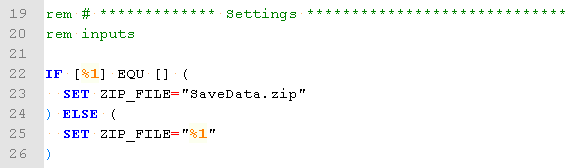 19 rem # ************* Settings *****************************
20 rem inputs
21
22 IF [%1] EQU [] (
23   SET ZIP_FILE="SaveData.zip"
24 ) ELSE (
25   SET ZIP_FILE="%1"
26 )